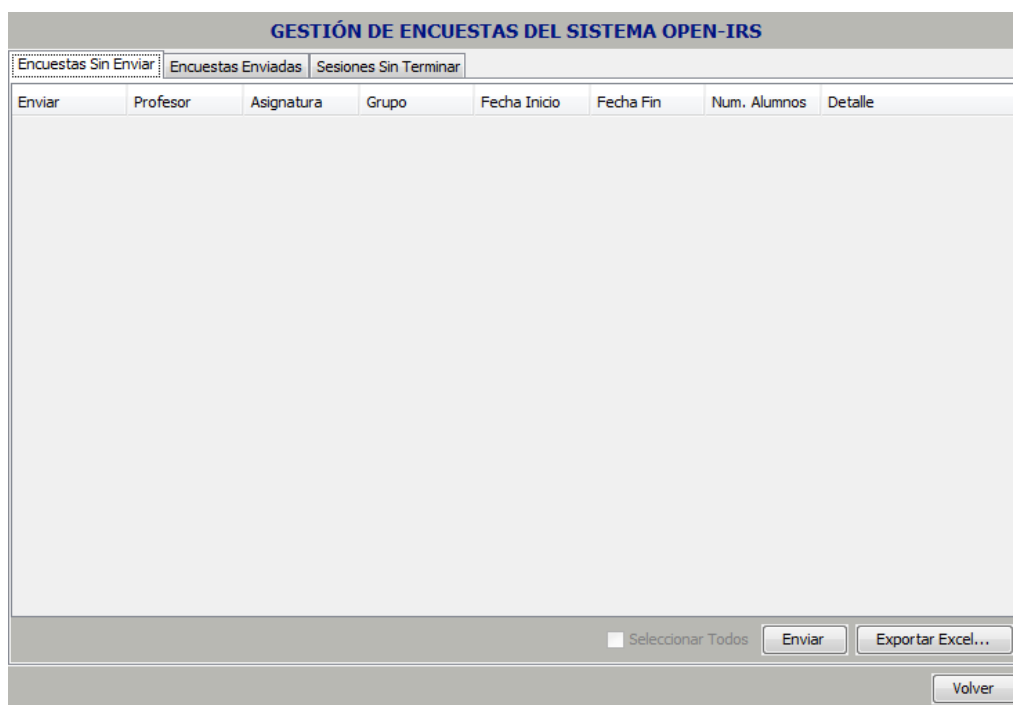 GESTIÓN DE ENCUESTAS DEL SISTEMA OPEN-IRS
Encuestas Sin Enviar Encuestas Enviadas Sesiones Sin Terminar
Enviar Profesor Asignatura Grupo Fecha Inicio Fecha Fin Num. Alumnos Detalle
Seleccionar Todos Enviar Exportar Excel...
Volver